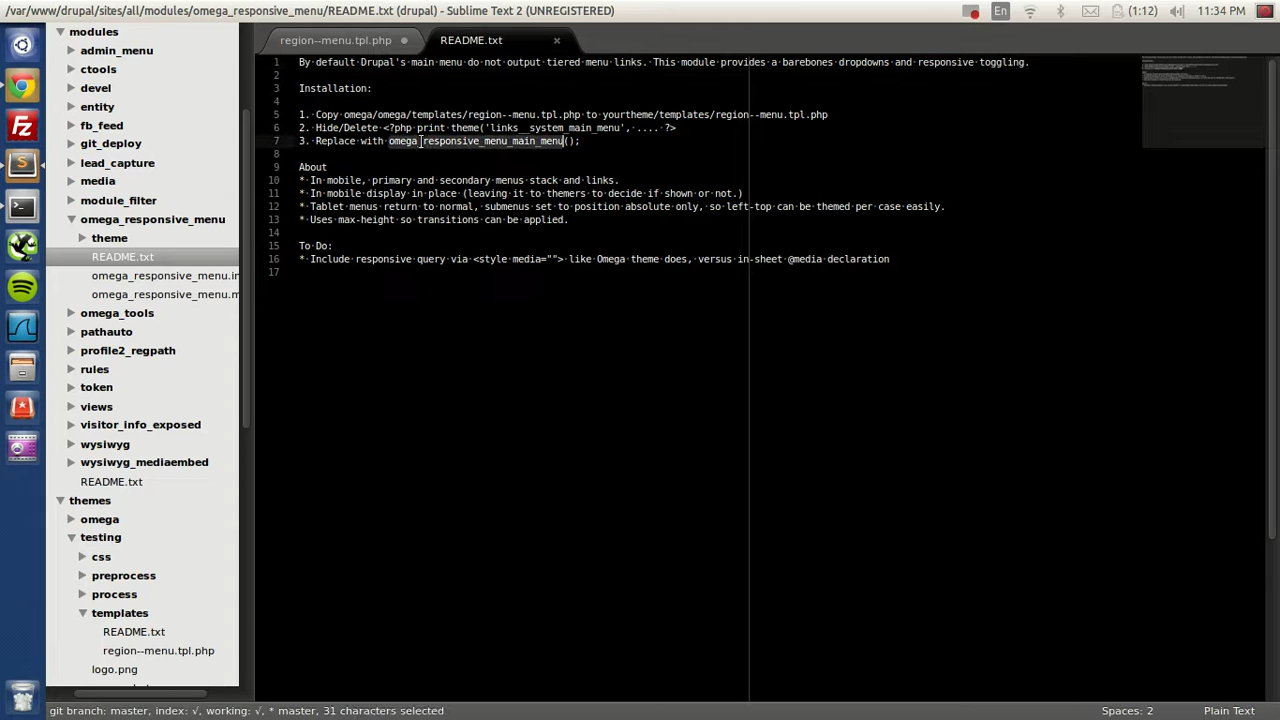 /var/www/drupal/sites/all/modules/omega_responsive_menu/README.txt (drupal) - Sublime Text 2 (UNREGISTERED)
En
(1:12)
11:34 PM
modules
admin_menu
ctools
devel
entity
fb_feed
git_deploy
lead_capture
media
module_filter
omega_responsive_menu
theme
README.txt
omega_responsive_menu.in
omega_responsive_menu.m
omega_tools
pathauto
profile2_regpath
rules
token
views
visitor_info_exposed
wysiwyg
wysiwyg_mediaembed
README.txt
themes
omega
testing
css
preprocess
process
templates
README.txt
region--menu.tpl.php
logo.png
region--menu.tpl.php
README.txt
1 By default Drupal's main menu do not output tiered menu links. This module provides a barebones dropdowns and responsive toggling.
2
3 Installation:
4
5 1. Copy omega/omega/templates/region--menu.tpl.php to yourtheme/templates/region--menu.tpl.php
6 2. Hide/Delete <?php print theme('links__system_main_menu', .... ?>
7 3. Replace with omega_responsive_menu_main_menu();
8
9 About
10 * In mobile, primary and secondary menus stack and links.
11 * In mobile display in place (leaving it to themers to decide if shown or not.)
12 * Tablet menus return to normal, submenus set to position absolute only, so left-top can be themed per case easily.
13 * Uses max-height so transitions can be applied.
14
15 To Do:
16 * Include responsive query via <style media=""> like Omega theme does, versus in-sheet @media declaration
17
git branch: master, index: √, working: √, * master, 31 characters selected
Spaces: 2
Plain Text